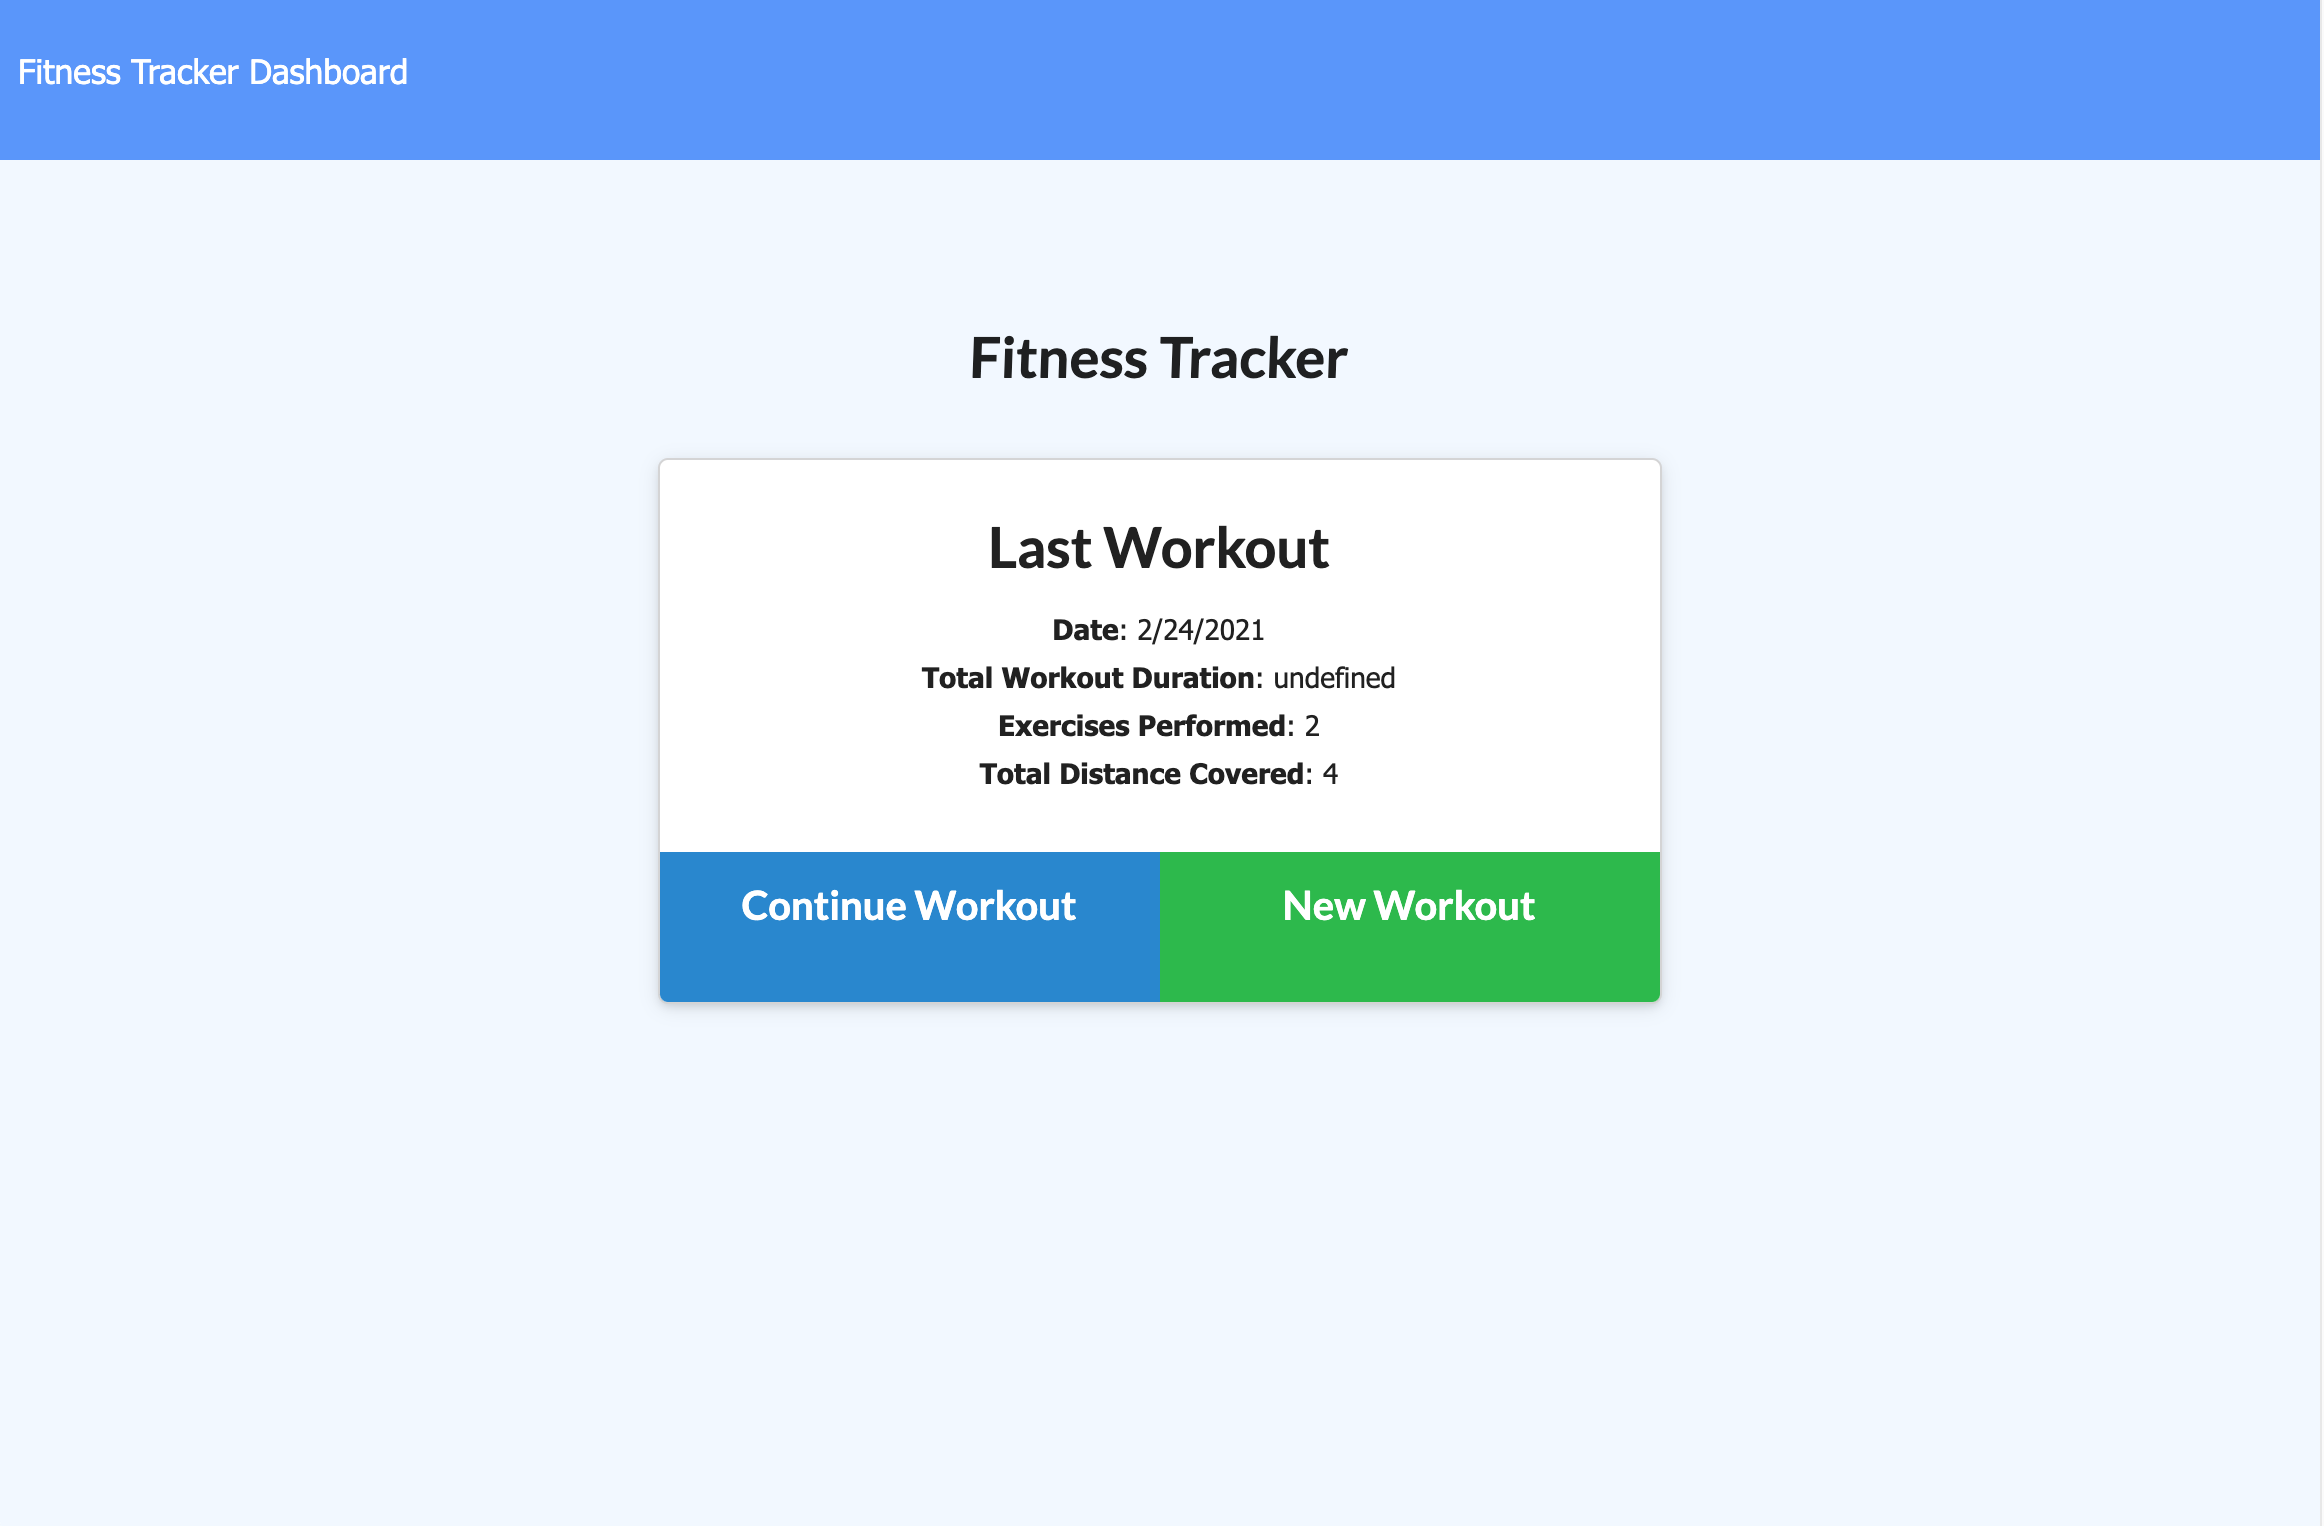 Fitness Tracker Dashboard
Fitness Tracker
Last Workout
Date: 2/24/2021
Total Workout Duration: undefined
Exercises Performed: 2
Total Distance Covered: 4
Continue Workout
New Workout